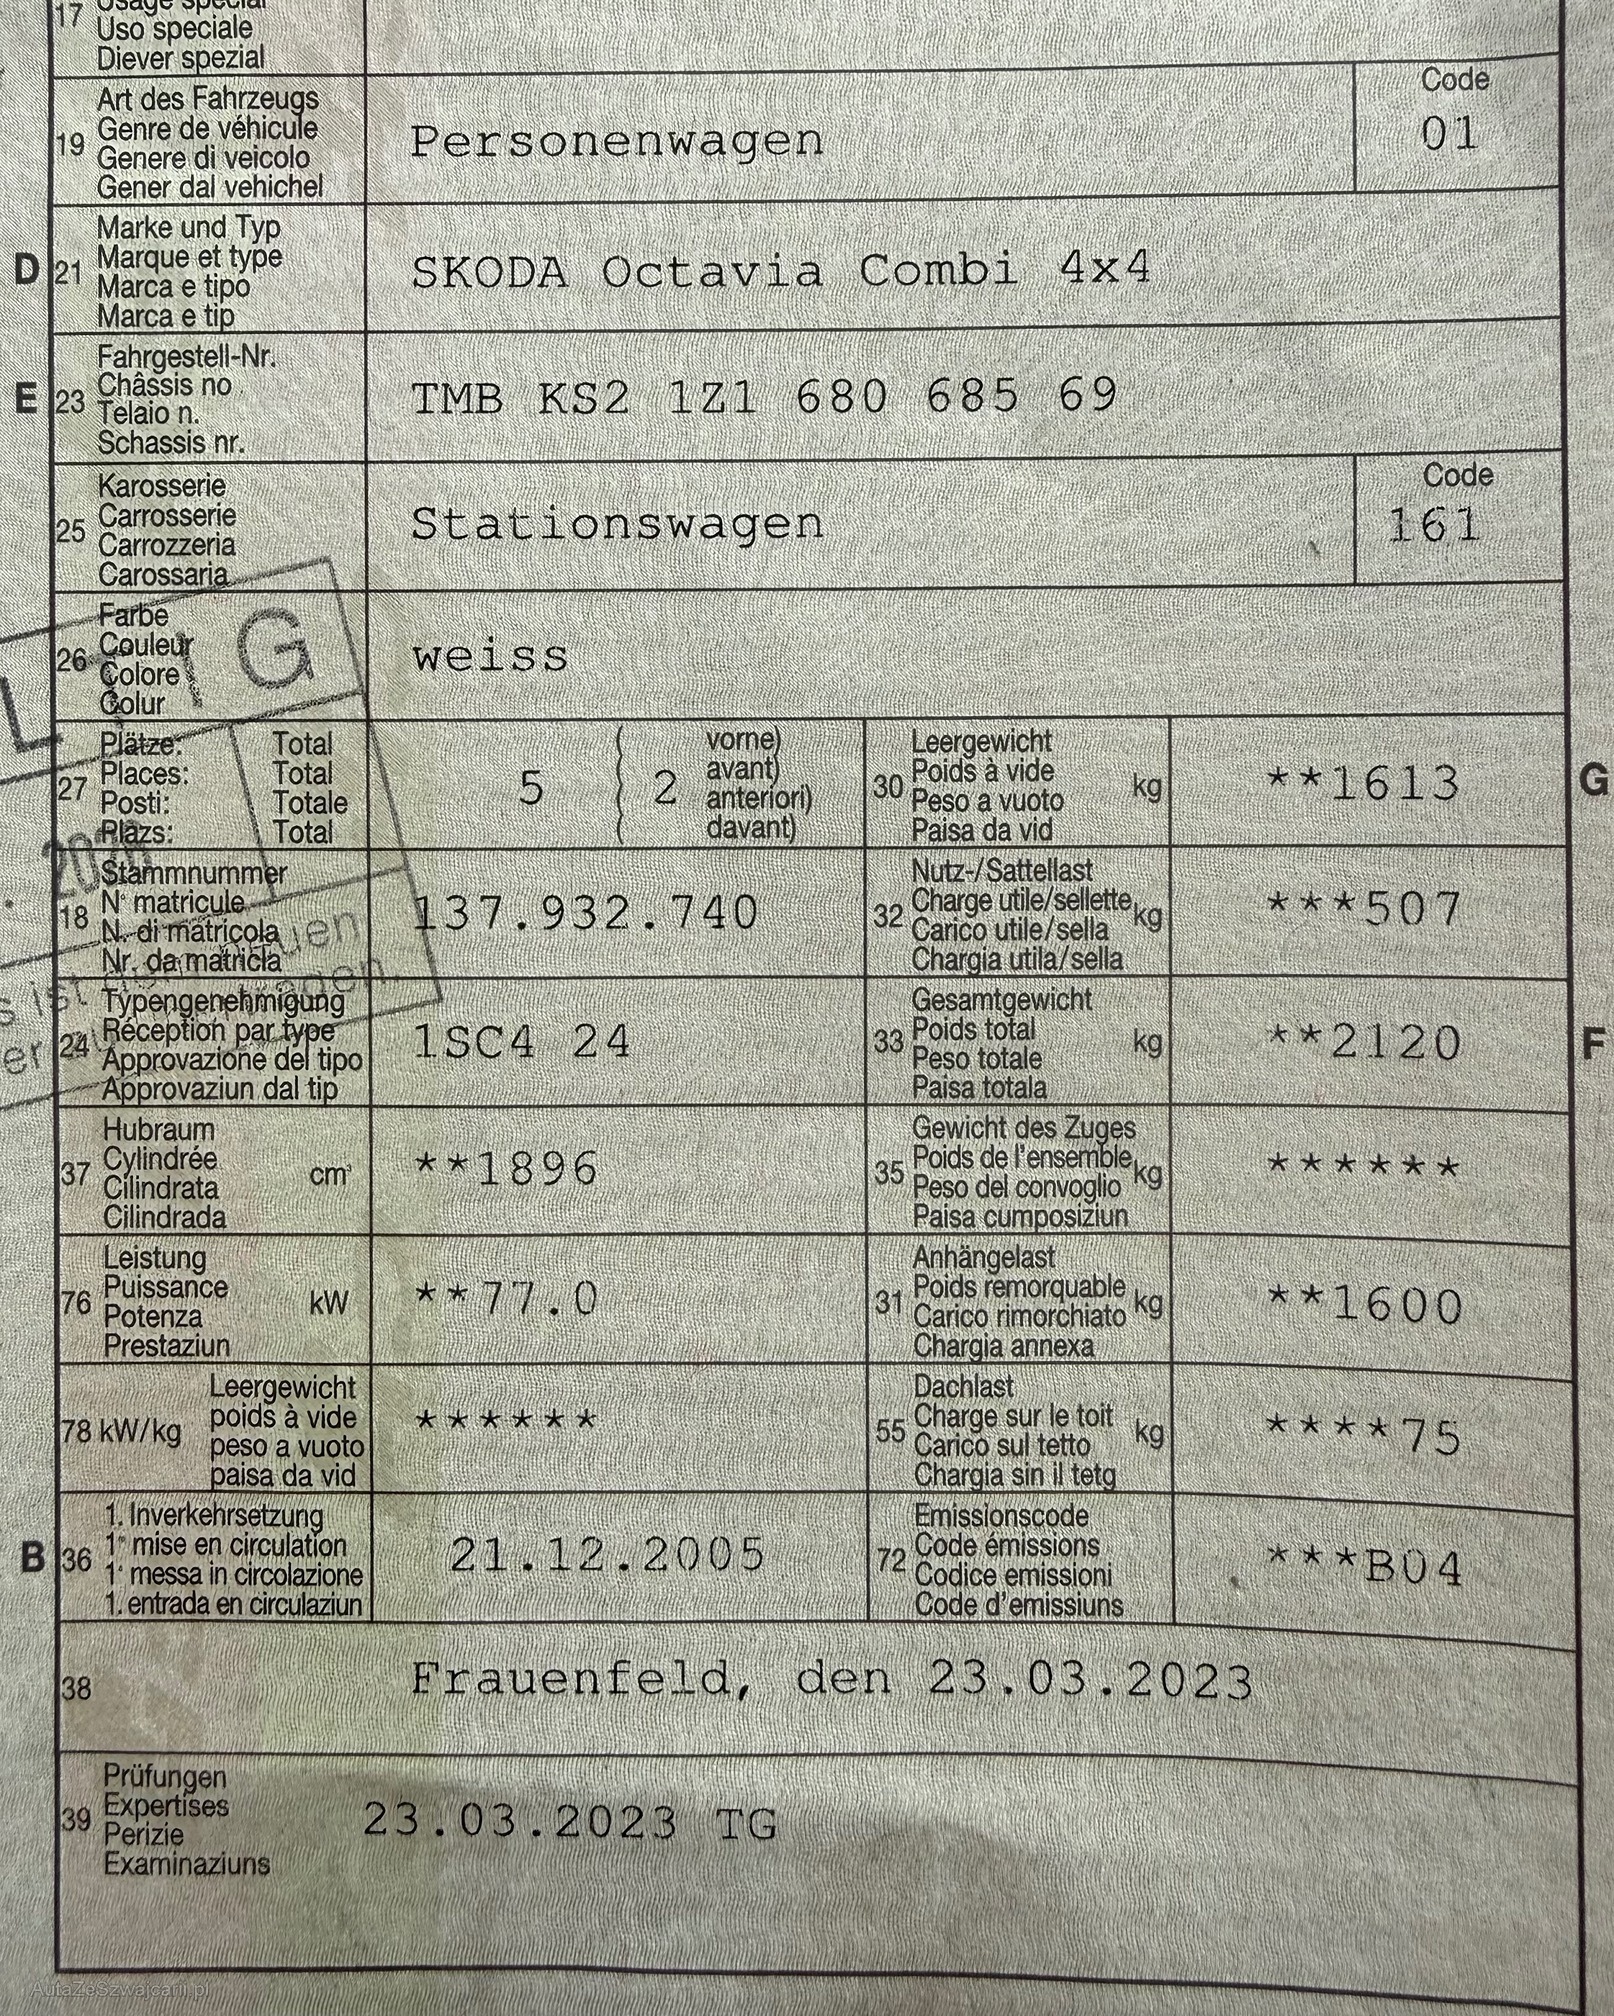 17 Usage spécial
Uso speciale
Diever spezial
Art des Fahrzeugs
Genre de véhicule
Genere di veicolo
Gener dal vehichel
19
Personenwagen
Code
01
D 21
Marke und Typ
Marque et type
Marca e tipo
Marca e tip
SKODA Octavia Combi 4x4
E 23
Fahrgestell-Nr.
Châssis no
Telaio n.
Schassis nr.
TMB KS2 1Z1 680 685 69
25
Karosserie
Carrosserie
Carrozzeria
Carossaria
Stationswagen
Code
161
26
Farbe
Couleur
Colore
Colur
weiss
27
Plätze: Total
Places: Total
Posti: Totale
Plazs: Total
5
2
vorne)
avant)
anteriori)
davant)
30
Leergewicht
Poids à vide
Peso a vuoto
Paisa da vid
kg
**1613
G
18
Stammnummer
N° matricule
N. di matricola
Nr. da matricla
137.932.740
32
Nutz-/Sattellast
Charge utile/sellette
Carico utile/sella
Chargia utila/sella
kg
***507
24
Typengenehmigung
Réception par type
Approvazione del tipo
Approvaziun dal tip
1SC4 24
33
Gesamtgewicht
Poids total
Peso totale
Paisa totala
kg
**2120
F
37
Hubraum
Cylindrée
Cilindrata
Cilindrada
cm³
**1896
35
Gewicht des Zuges
Poids de l'ensemble
Peso del convoglio
Paisa cumposiziun
kg
******
76
Leistung
Puissance
Potenza
Prestaziun
kW
**77.0
31
Anhängelast
Poids remorquable
Carico rimorchiato
Chargia annexa
kg
**1600
78 kW/kg
Leergewicht
poids à vide
peso a vuoto
paisa da vid
******
55
Dachlast
Charge sur le toit
Carico sul tetto
Chargia sin il tetg
kg
****75
B 36
1. Inverkehrsetzung
1re mise en circulation
1a messa in circolazione
1. entrada en circulaziun
21.12.2005
72
Emissionscode
Code émissions
Codice emissioni
Code d'emissiuns
***B04
38
Frauenfeld, den 23.03.2023
39
Prüfungen
Expertises
Perizie
Examinaziuns
23.03.2023 TG
AutaZeSzwajcarii.pl